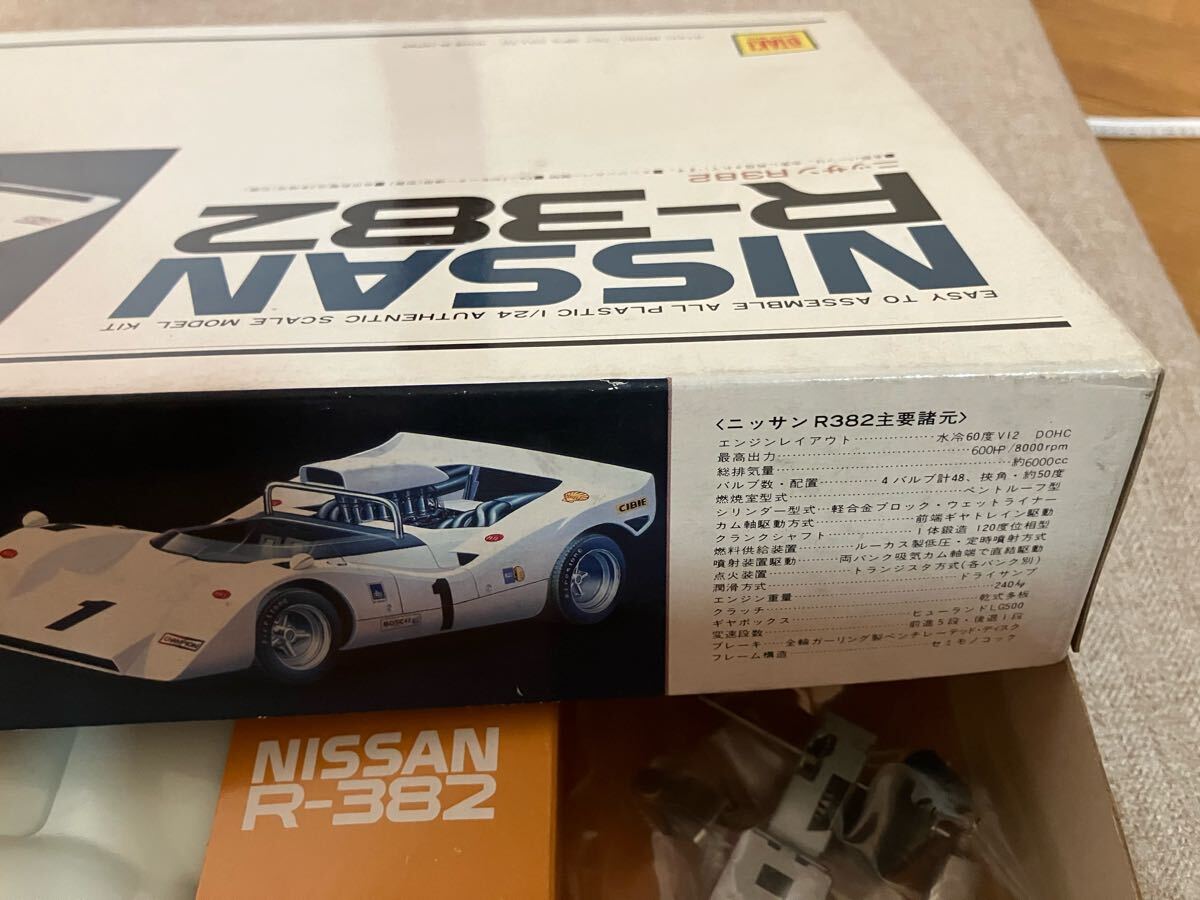 OTAKI
ニッサン R382
R-382
NISSAN
EASY TO ASSEMBLE ALL PLASTIC 1/24 AUTHENTIC SCALE MODEL KIT
〈ニッサン R382主要諸元〉
エンジンレイアウト………………水冷60度V12 DOHC
最高出力………………600HP/8000rpm
総排気量………………約6000cc
バルブ数・配置………4バルブ計48、挟角・約50度
燃焼室型式………………ペントルーフ型
シリンダー型式…軽合金ブロック・ウェットライナー
カム軸駆動方式………………前端ギヤトレイン駆動
クランクシャフト…………1体鍛造 120度位相型
燃料供給装置………ルーカス製低圧・定時噴射方式
噴射装置駆動……両バンク吸気カム軸端で直結駆動
点火装置…………トランジスタ方式(各バンク別)
潤滑方式………………ドライサンプ
エンジン重量………………240kg
クラッチ………………乾式多板
ギヤボックス………………ヒューランドLG500
変速段数………………前進5段・後退1段
ブレーキ…全輪ガーリング製ベンチレーテッド・ディスク
フレーム構造………………セミモノコック
CIBIE
1
1
BOSCH
CHAMPION
FIRESTONE
NISSAN
R-382